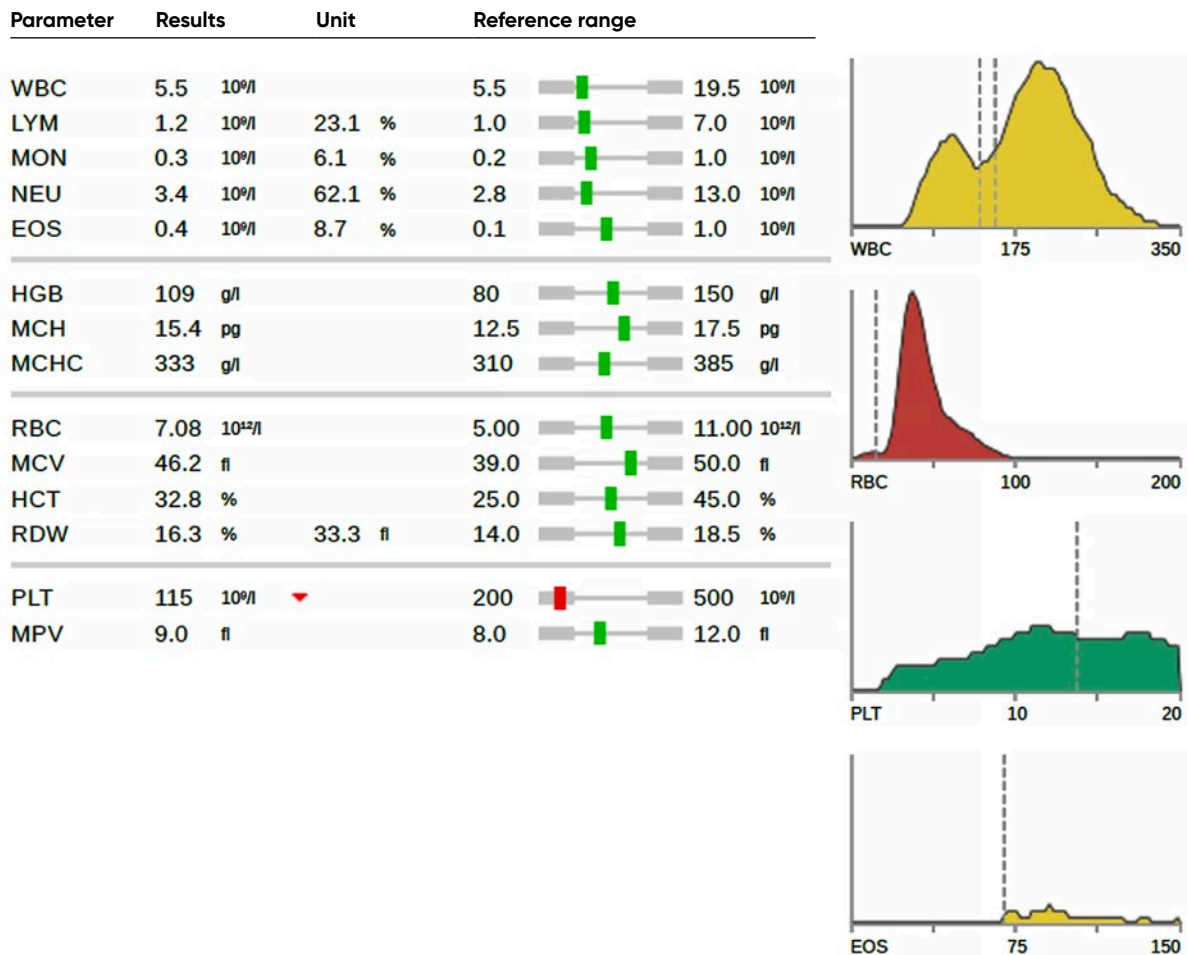 Parameter Results Unit Reference range
WBC 5.5 10⁹/l 5.5 19.5 10⁹/l
LYM 1.2 10⁹/l 23.1 % 1.0 7.0 10⁹/l
MON 0.3 10⁹/l 6.1 % 0.2 1.0 10⁹/l
NEU 3.4 10⁹/l 62.1 % 2.8 13.0 10⁹/l
EOS 0.4 10⁹/l 8.7 % 0.1 1.0 10⁹/l
HGB 109 g/l 80 150 g/l
MCH 15.4 pg 12.5 17.5 pg
MCHC 333 g/l 310 385 g/l
RBC 7.08 10¹²/l 5.00 11.00 10¹²/l
MCV 46.2 fl 39.0 50.0 fl
HCT 32.8 % 25.0 45.0 %
RDW 16.3 % 33.3 fl 14.0 18.5 %
PLT 115 10⁹/l 200 500 10⁹/l
MPV 9.0 fl 8.0 12.0 fl
WBC 175 350
RBC 100 200
PLT 10 20
EOS 75 150